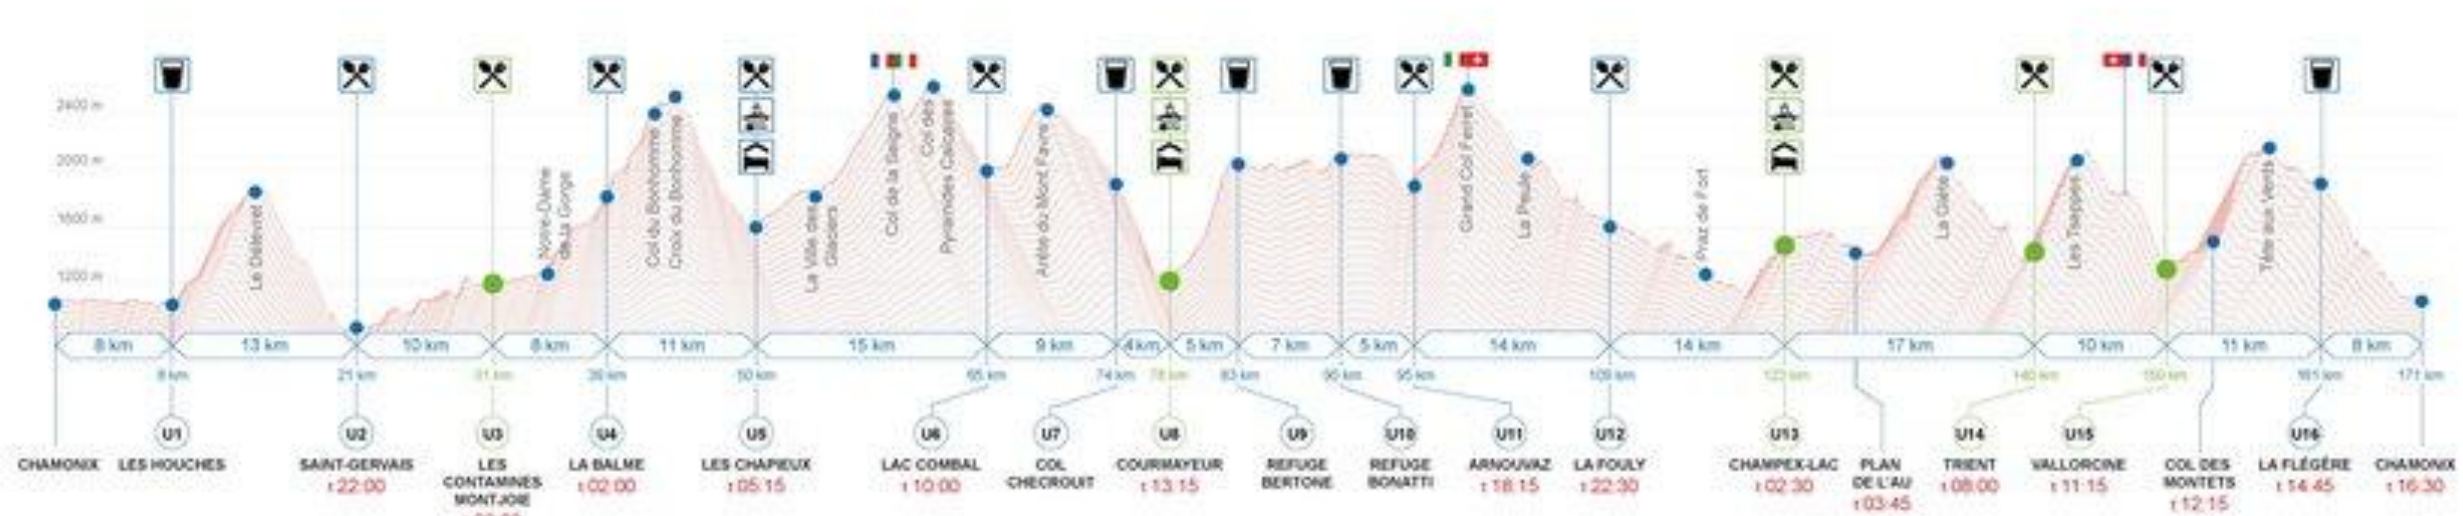 2400 m
2000 m
1600 m
1200 m
Le Délevret
Notre-Dame
de la Gorge
Col du Bonhomme
Croix du Bonhomme
La Ville des
Glaciers
Col de la Seigne
Col des
Pyramides Calcaires
Arête du Mont Favre
Grand Col Ferret
La Peule
Praz de Fort
La Giète
Les Tseppes
Tête aux Vents
8 km
13 km
10 km
8 km
11 km
15 km
9 km
4 km
5 km
7 km
5 km
14 km
14 km
17 km
10 km
11 km
8 km
8 km
21 km
31 km
39 km
50 km
65 km
74 km
78 km
83 km
90 km
95 km
109 km
123 km
140 km
150 km
161 km
171 km
U1
U2
U3
U4
U5
U6
U7
U8
U9
U10
U11
U12
U13
U14
U15
U16
CHAMONIX
LES HOUCHES
SAINT-GERVAIS
t 22:00
LES
CONTAMINES
MONTJOIE
LA BALME
t 02:00
LES CHAPIEUX
t 05:15
LAC COMBAL
t 10:00
COL
CHECROUIT
COURMAYEUR
t 13:15
REFUGE
BERTONE
REFUGE
BONATTI
ARNOUVAZ
t 18:15
LA FOULY
t 22:30
CHAMPEX-LAC
t 02:30
PLAN
DE L'AU
t 03:45
TRIENT
t 08:00
VALLORCINE
t 11:15
COL DES
MONTETS
t 12:15
LA FLÉGÈRE
t 14:45
CHAMONIX
t 16:30